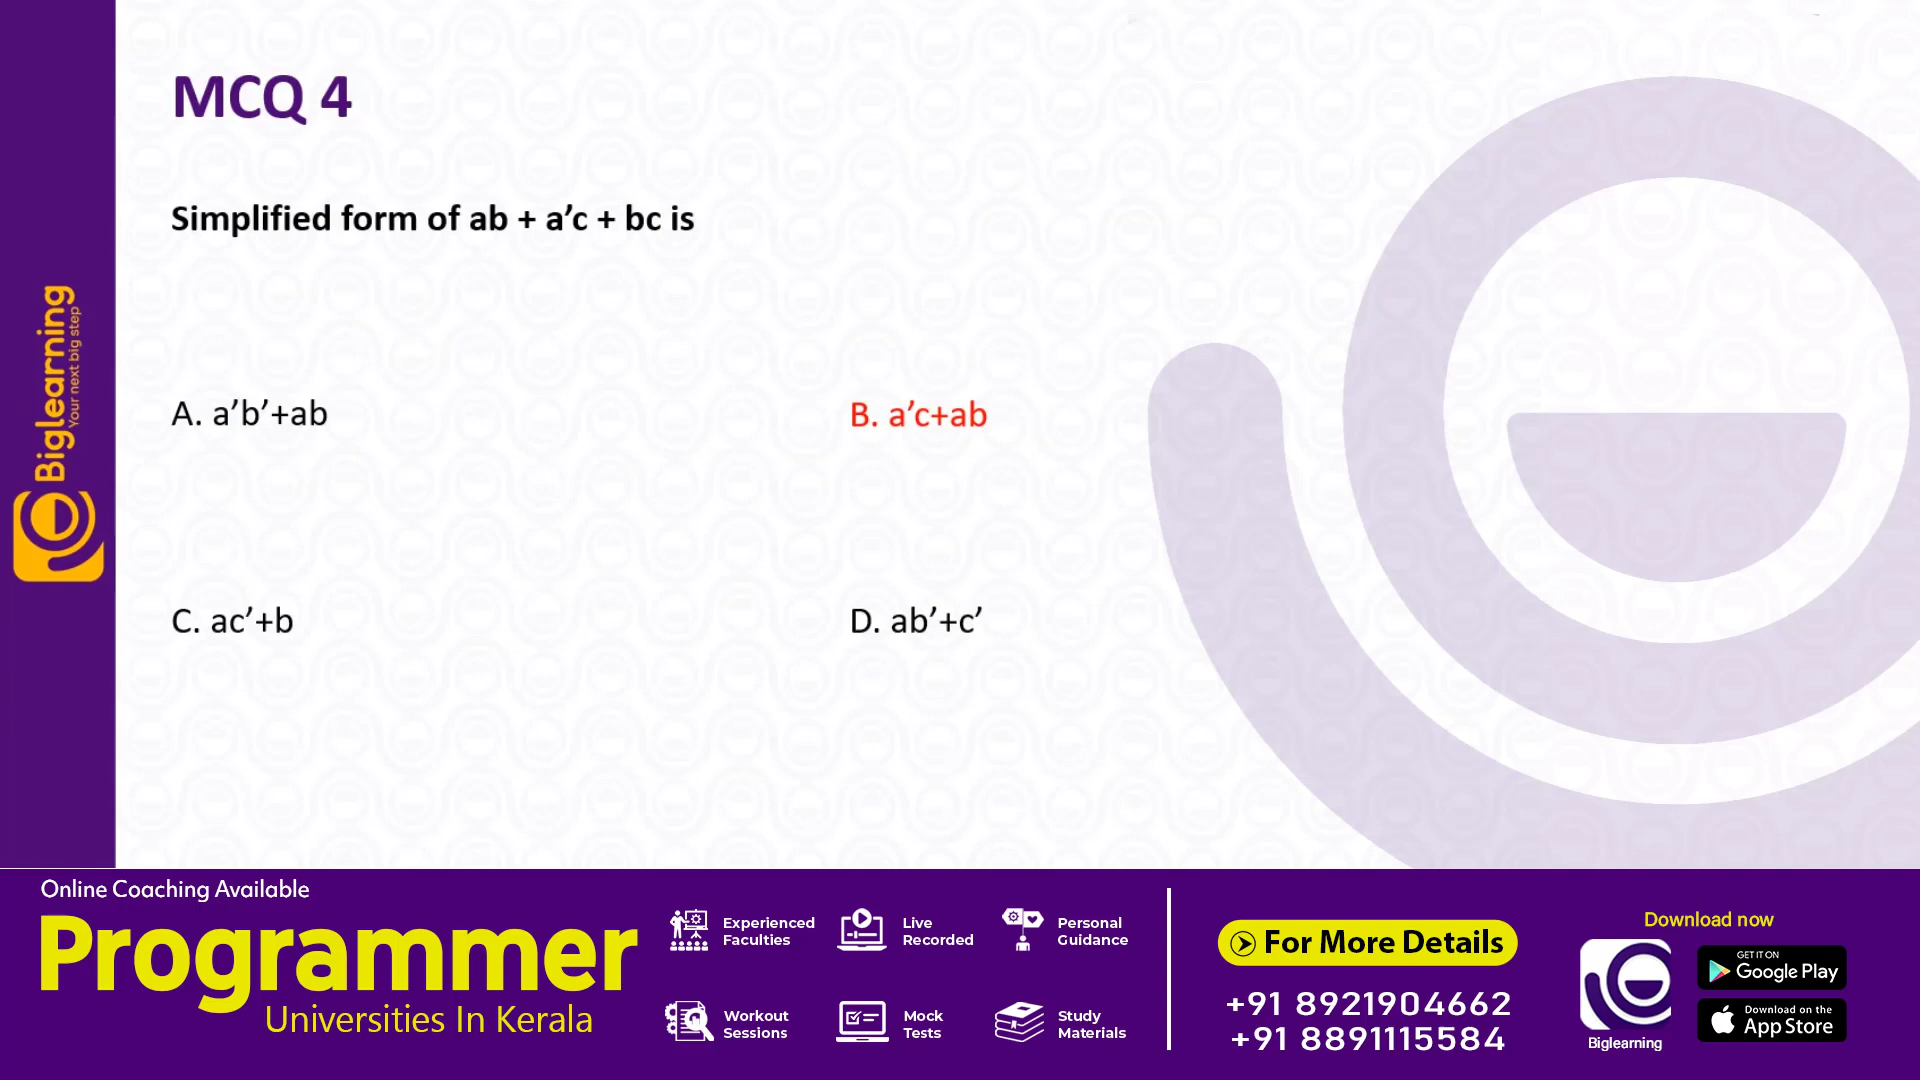 MCQ 4
Simplified form of ab + a’c + bc is
A. a’b’+ab
B. a’c+ab
C. ac’+b
D. ab’+c’
Biglearning
Your next big step
Online Coaching Available
Programmer
Universities In Kerala
Experienced
Faculties
Live
Recorded
Personal
Guidance
Workout
Sessions
Mock
Tests
Study
Materials
For More Details
+91 8921904662
+91 8891115584
Download now
Biglearning
GET IT ON
Google Play
Download on the
App Store